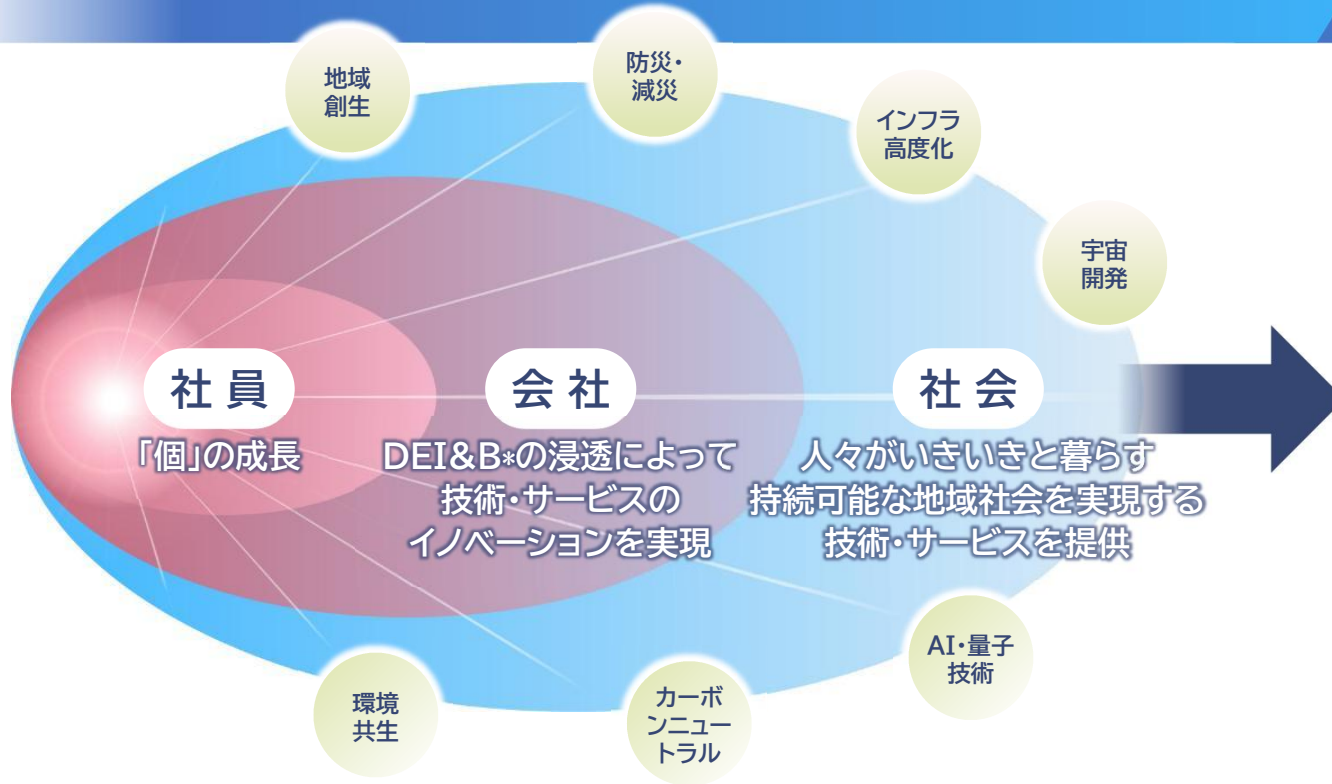 地域
創生
防災・
減災
インフラ
高度化
宇宙
開発
社員
「個」の成長
会社
DEI&B*の浸透によって
技術・サービスの
イノベーションを実現
社会
人々がいきいきと暮らす
持続可能な地域社会を実現する
技術・サービスを提供
環境
共生
カーボ
ンニュー
トラル
AI・量子
技術